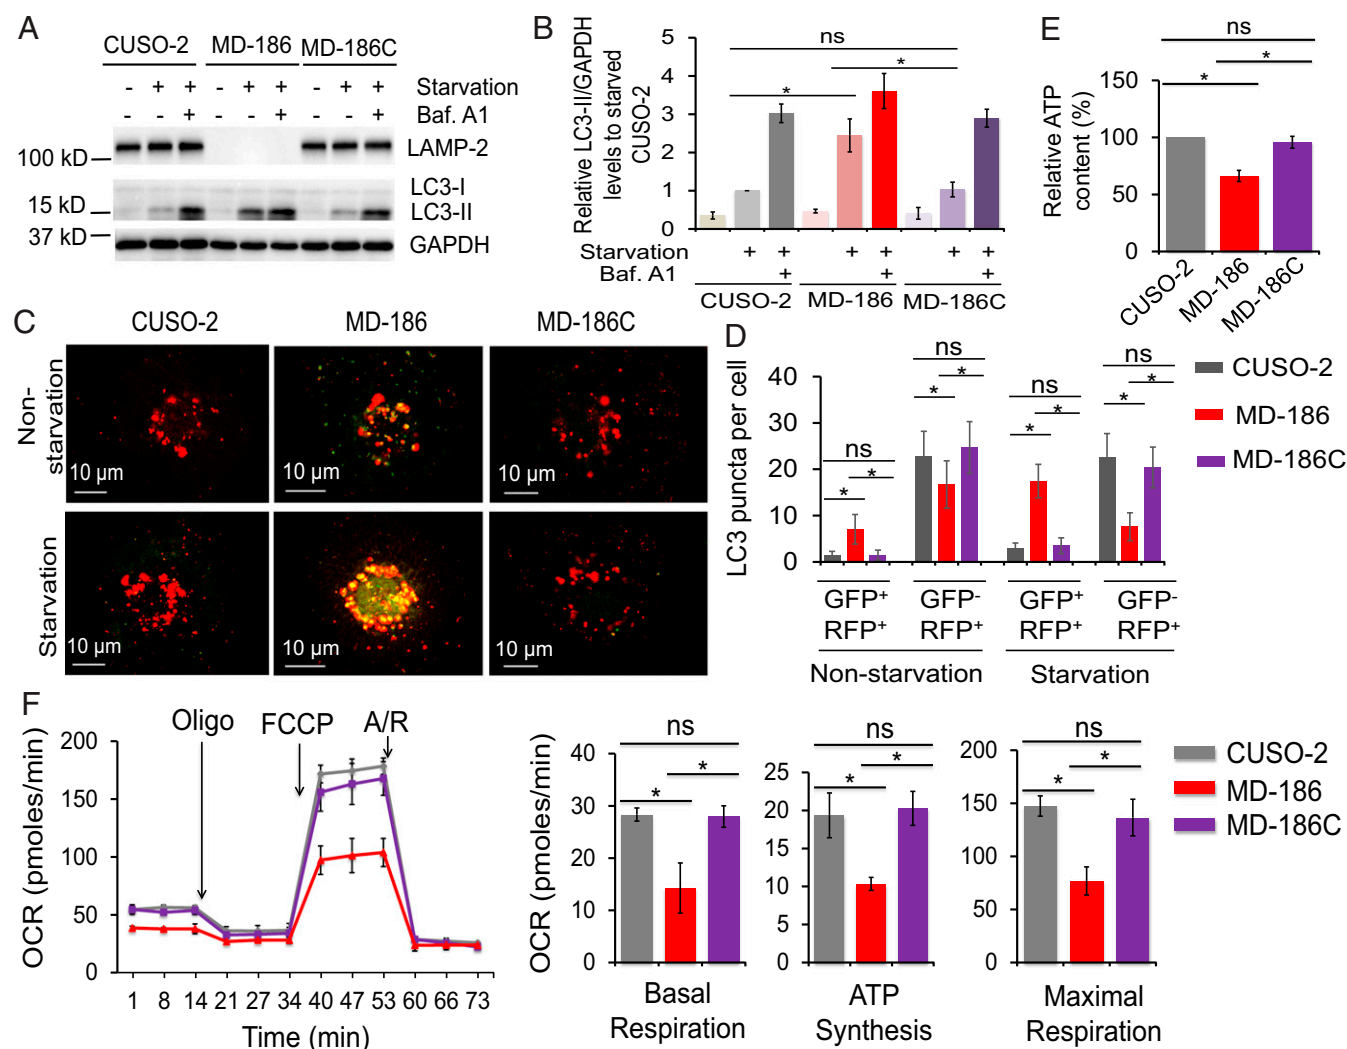 A
CUSO-2 MD-186 MD-186C
- + + - + + - + + Starvation
- - + - - + - - + Baf. A1
100 kD LAMP-2
LC3-I
15 kD LC3-II
37 kD GAPDH
B
Relative LC3-II/GAPDH
levels to starved
CUSO-2
5
4
3
2
1
0
ns
*
*
Starvation + + + + + +
Baf. A1 + + +
CUSO-2 MD-186 MD-186C
E
Relative ATP
content (%)
150
100
50
0
ns
*
*
CUSO-2
MD-186
MD-186C
C
CUSO-2 MD-186 MD-186C
Non-
starvation
10 µm 10 µm 10 µm
Starvation
10 µm 10 µm 10 µm
D
LC3 puncta per cell
40
30
20
10
0
ns * *
ns * *
ns * *
ns * *
GFP+ GFP- GFP+ GFP-
RFP+ RFP+ RFP+ RFP+
Non-starvation Starvation
CUSO-2
MD-186
MD-186C
F
OCR (pmoles/min)
200
150
100
50
0
Oligo FCCP A/R
1 8 14 21 27 34 40 47 53 60 66 73
Time (min)
OCR (pmoles/min)
40
30
20
10
0
ns
*
*
Basal
Respiration
25
20
15
10
5
0
ns
*
*
ATP
Synthesis
200
150
100
50
0
ns
*
*
Maximal
Respiration
CUSO-2
MD-186
MD-186C